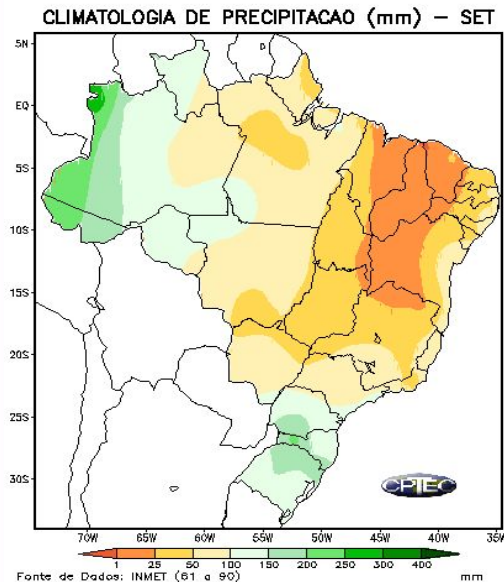 CLIMATOLOGIA DE PRECIPITACAO (mm) – SET
5N
EQ
5S
10S
15S
20S
25S
30S
CPTEC
70W 65W 60W 55W 50W 45W 40W 35W
1 25 50 100 150 200 250 300 400
Fonte de Dados: INMET (61 a 90) mm